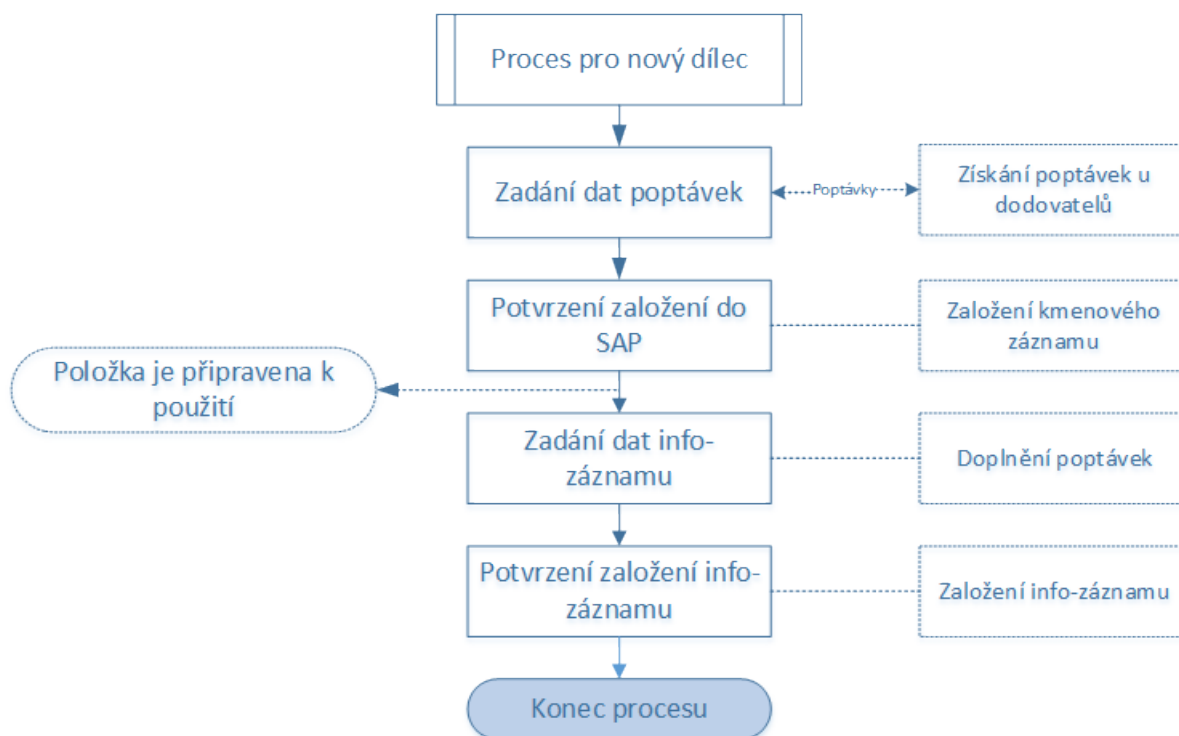 Proces pro nový dílec
Zadání dat poptávek
Poptávky
Získání poptávek u
dodovatelů
Potvrzení založení do
SAP
Založení kmenového
záznamu
Položka je připravena k
použití
Zadání dat info-
záznamu
Doplnění poptávek
Potvrzení založení info-
záznamu
Založení info-záznamu
Konec procesu